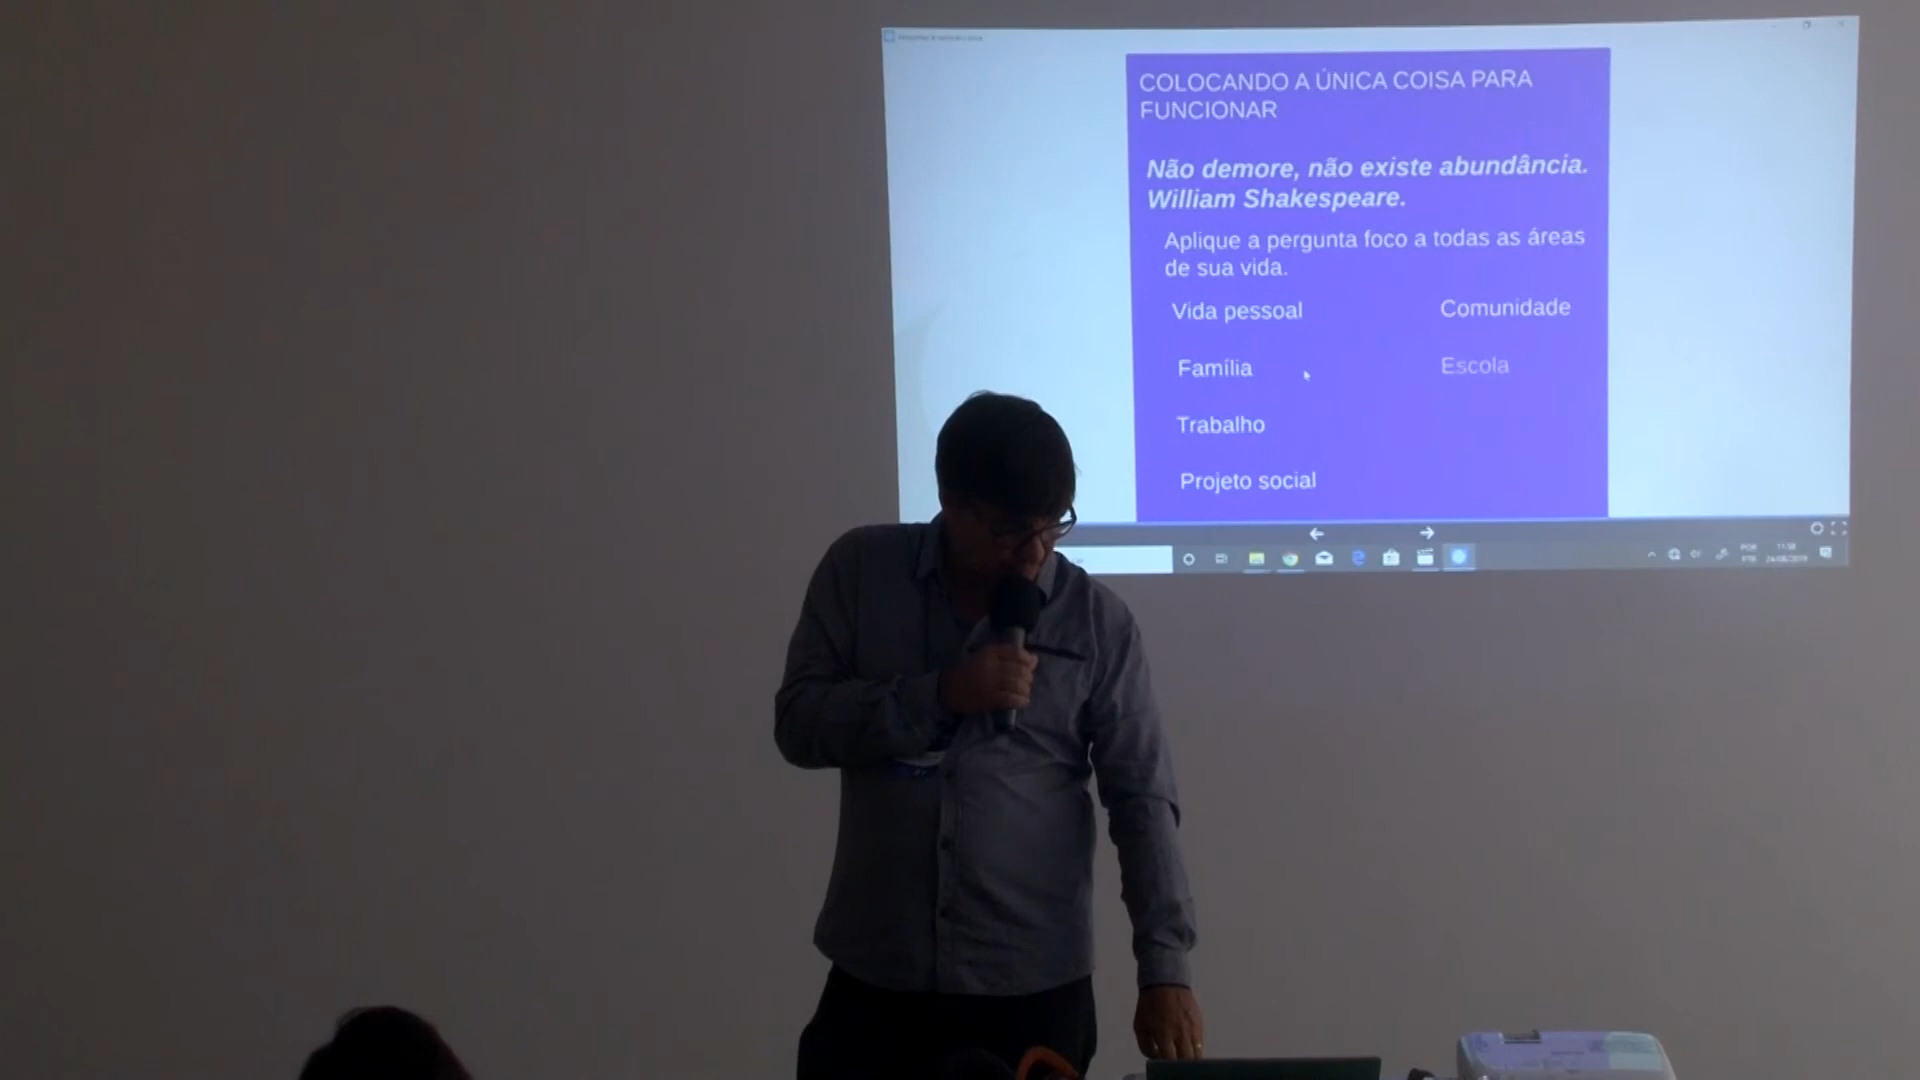 COLOCANDO A ÚNICA COISA PARA
FUNCIONAR
Não demore, não existe abundância.
William Shakespeare.
Aplique a pergunta foco a todas as áreas
de sua vida.
Vida pessoal
Comunidade
Família
Escola
Trabalho
Projeto social
POR